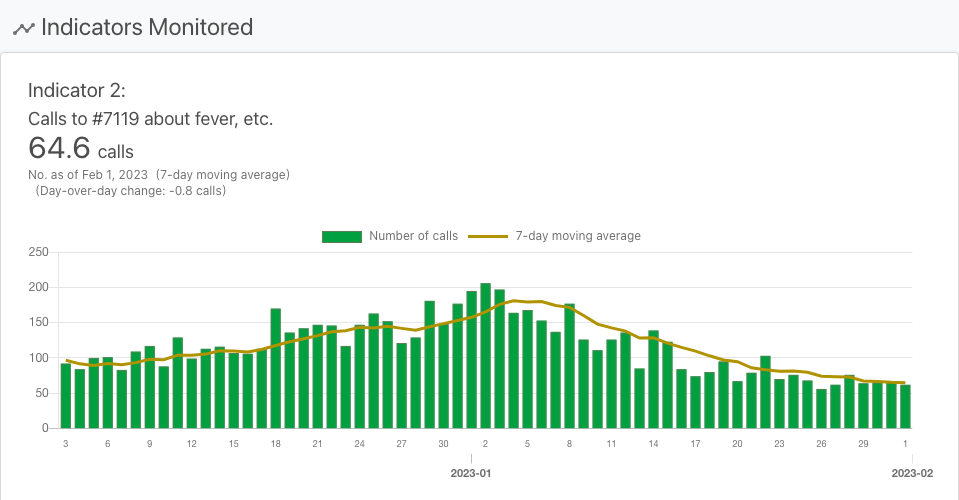 Indicators Monitored
Indicator 2:
Calls to #7119 about fever, etc.
64.6 calls
No. as of Feb 1, 2023 (7-day moving average)
(Day-over-day change: -0.8 calls)
Number of calls 7-day moving average
250
200
150
100
50
0
3 6 9 12 15 18 21 24 27 30 2 5 8 11 14 17 20 23 26 29 1
2023-01 2023-02